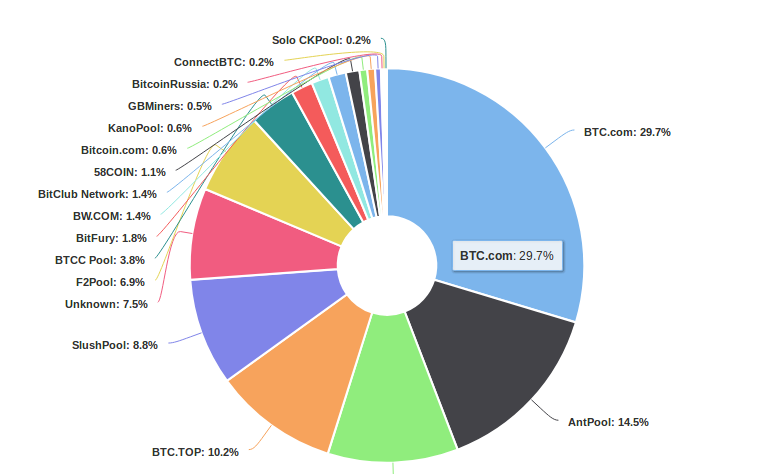 Solo CKPool: 0.2%
ConnectBTC: 0.2%
BitcoinRussia: 0.2%
GBMiners: 0.5%
KanoPool: 0.6%
Bitcoin.com: 0.6%
58COIN: 1.1%
BitClub Network: 1.4%
BW.COM: 1.4%
BitFury: 1.8%
BTCC Pool: 3.8%
F2Pool: 6.9%
Unknown: 7.5%
SlushPool: 8.8%
BTC.TOP: 10.2%
BTC.com: 29.7%
BTC.com: 29.7%
AntPool: 14.5%